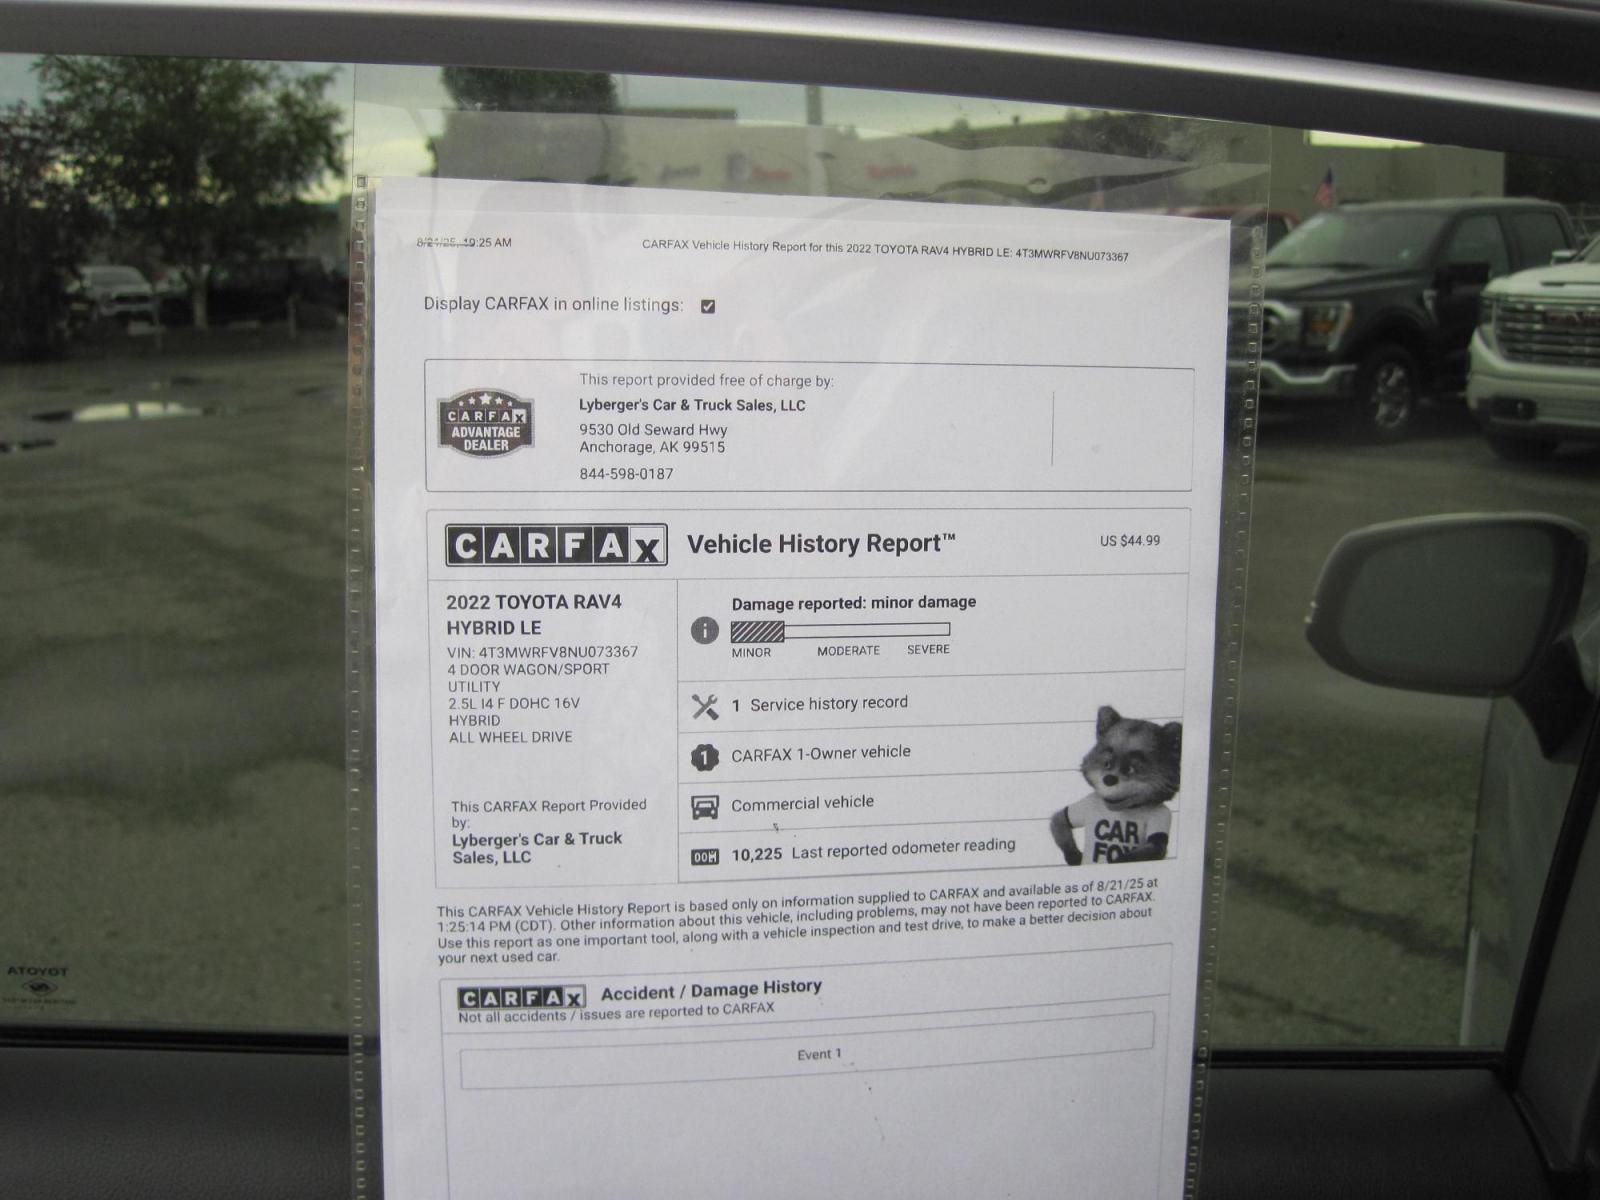 8/21/25, 10:25 AM
CARFAX Vehicle History Report for this 2022 TOYOTA RAV4 HYBRID LE: 4T3MWRFV8NU073367
Display CARFAX in online listings:
This report provided free of charge by:
Lyberger's Car & Truck Sales, LLC
9530 Old Seward Hwy
Anchorage, AK 99515
844-598-0187
CARFAX
ADVANTAGE
DEALER
CARFAX Vehicle History Report™
US $44.99
2022 TOYOTA RAV4
HYBRID LE
VIN: 4T3MWRFV8NU073367
4 DOOR WAGON/SPORT
UTILITY
2.5L I4 F DOHC 16V
HYBRID
ALL WHEEL DRIVE
This CARFAX Report Provided
by:
Lyberger's Car & Truck
Sales, LLC
Damage reported: minor damage
MINOR MODERATE SEVERE
1 Service history record
1 CARFAX 1-Owner vehicle
Commercial vehicle
10,225 Last reported odometer reading
CAR
FOX
This CARFAX Vehicle History Report is based only on information supplied to CARFAX and available as of 8/21/25 at
1:25:14 PM (CDT). Other information about this vehicle, including problems, may not have been reported to CARFAX.
Use this report as one important tool, along with a vehicle inspection and test drive, to make a better decision about
your next used car.
CARFAX Accident / Damage History
Not all accidents / issues are reported to CARFAX
Event 1